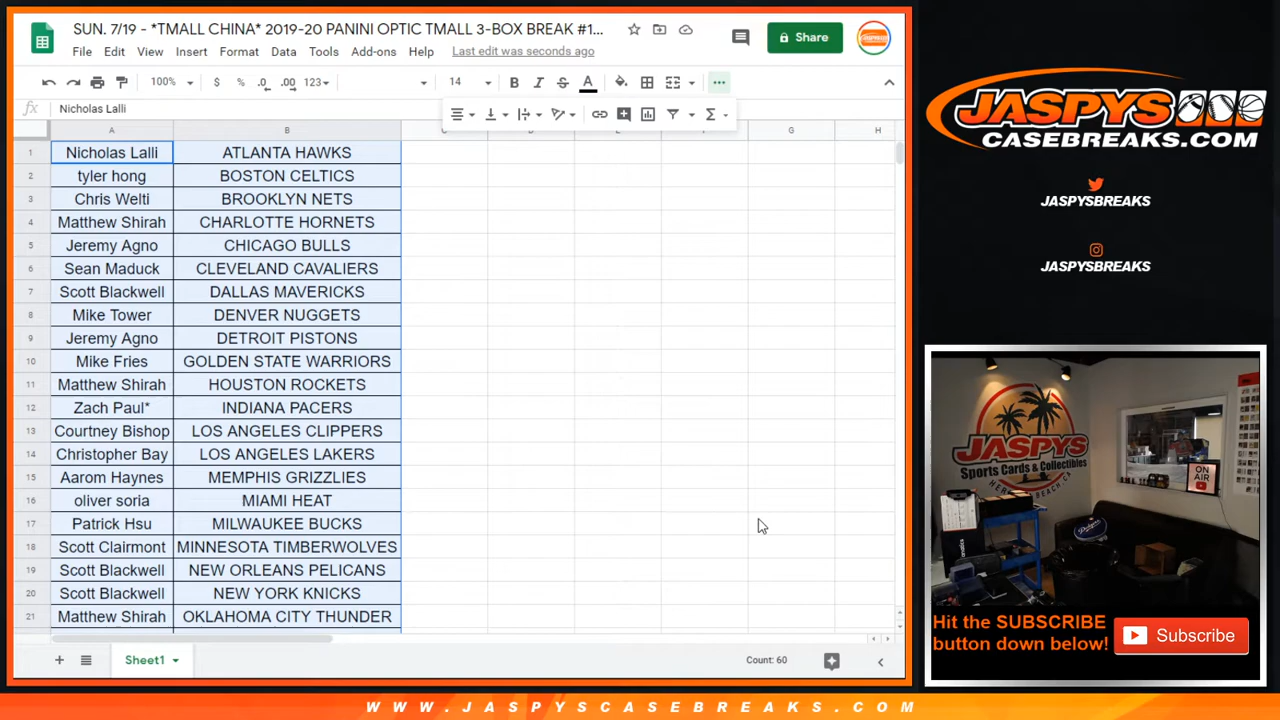 SUN. 7/19 - *TMALL CHINA* 2019-20 PANINI OPTIC TMALL 3-BOX BREAK #1...
Share
File Edit View Insert Format Data Tools Add-ons Help Last edit was seconds ago
100% $ % .0 .00 123 14 B I S A
fx Nicholas Lalli
A B G H
1 Nicholas Lalli ATLANTA HAWKS
2 tyler hong BOSTON CELTICS
3 Chris Welti BROOKLYN NETS
4 Matthew Shirah CHARLOTTE HORNETS
5 Jeremy Agno CHICAGO BULLS
6 Sean Maduck CLEVELAND CAVALIERS
7 Scott Blackwell DALLAS MAVERICKS
8 Mike Tower DENVER NUGGETS
9 Jeremy Agno DETROIT PISTONS
10 Mike Fries GOLDEN STATE WARRIORS
11 Matthew Shirah HOUSTON ROCKETS
12 Zach Paul* INDIANA PACERS
13 Courtney Bishop LOS ANGELES CLIPPERS
14 Christopher Bay LOS ANGELES LAKERS
15 Aarom Haynes MEMPHIS GRIZZLIES
16 oliver soria MIAMI HEAT
17 Patrick Hsu MILWAUKEE BUCKS
18 Scott Clairmont MINNESOTA TIMBERWOLVES
19 Scott Blackwell NEW ORLEANS PELICANS
20 Scott Blackwell NEW YORK KNICKS
21 Matthew Shirah OKLAHOMA CITY THUNDER
Sheet1
Count: 60
JASPYS
CASEBREAKS.COM
JASPYSBREAKS
JASPYSBREAKS
JASPYS
Sports Cards & Collectibles
ON
AIR
Hit the SUBSCRIBE
button down below!
Subscribe
WWW.JASPYSCASEBREAKS.COM